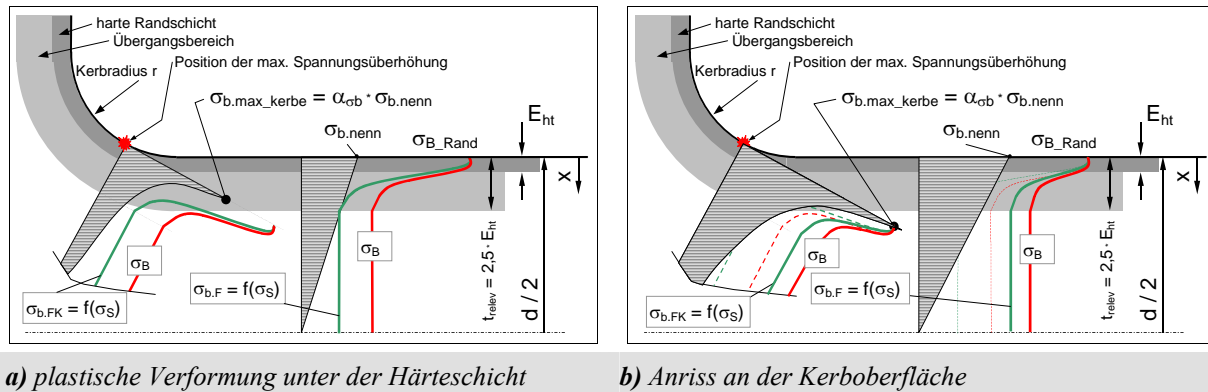 harte Randschicht
Übergangsbereich
Kerbradius r
Position der max. Spannungsüberhöhung
σb.max_kerbe = ασb * σb.nenn
σb.nenn
σB_Rand
Eht
x
σB
σB
σb.F = f(σS)
σb.FK = f(σS)
trelev = 2,5 · Eht
d / 2
a) plastische Verformung unter der Härteschicht
harte Randschicht
Übergangsbereich
Kerbradius r
Position der max. Spannungsüberhöhung
σb.max_kerbe = ασb * σb.nenn
σb.nenn
σB_Rand
Eht
x
σB
σB
σb.F = f(σS)
σb.FK = f(σS)
trelev = 2,5 · Eht
d / 2
b) Anriss an der Kerboberfläche